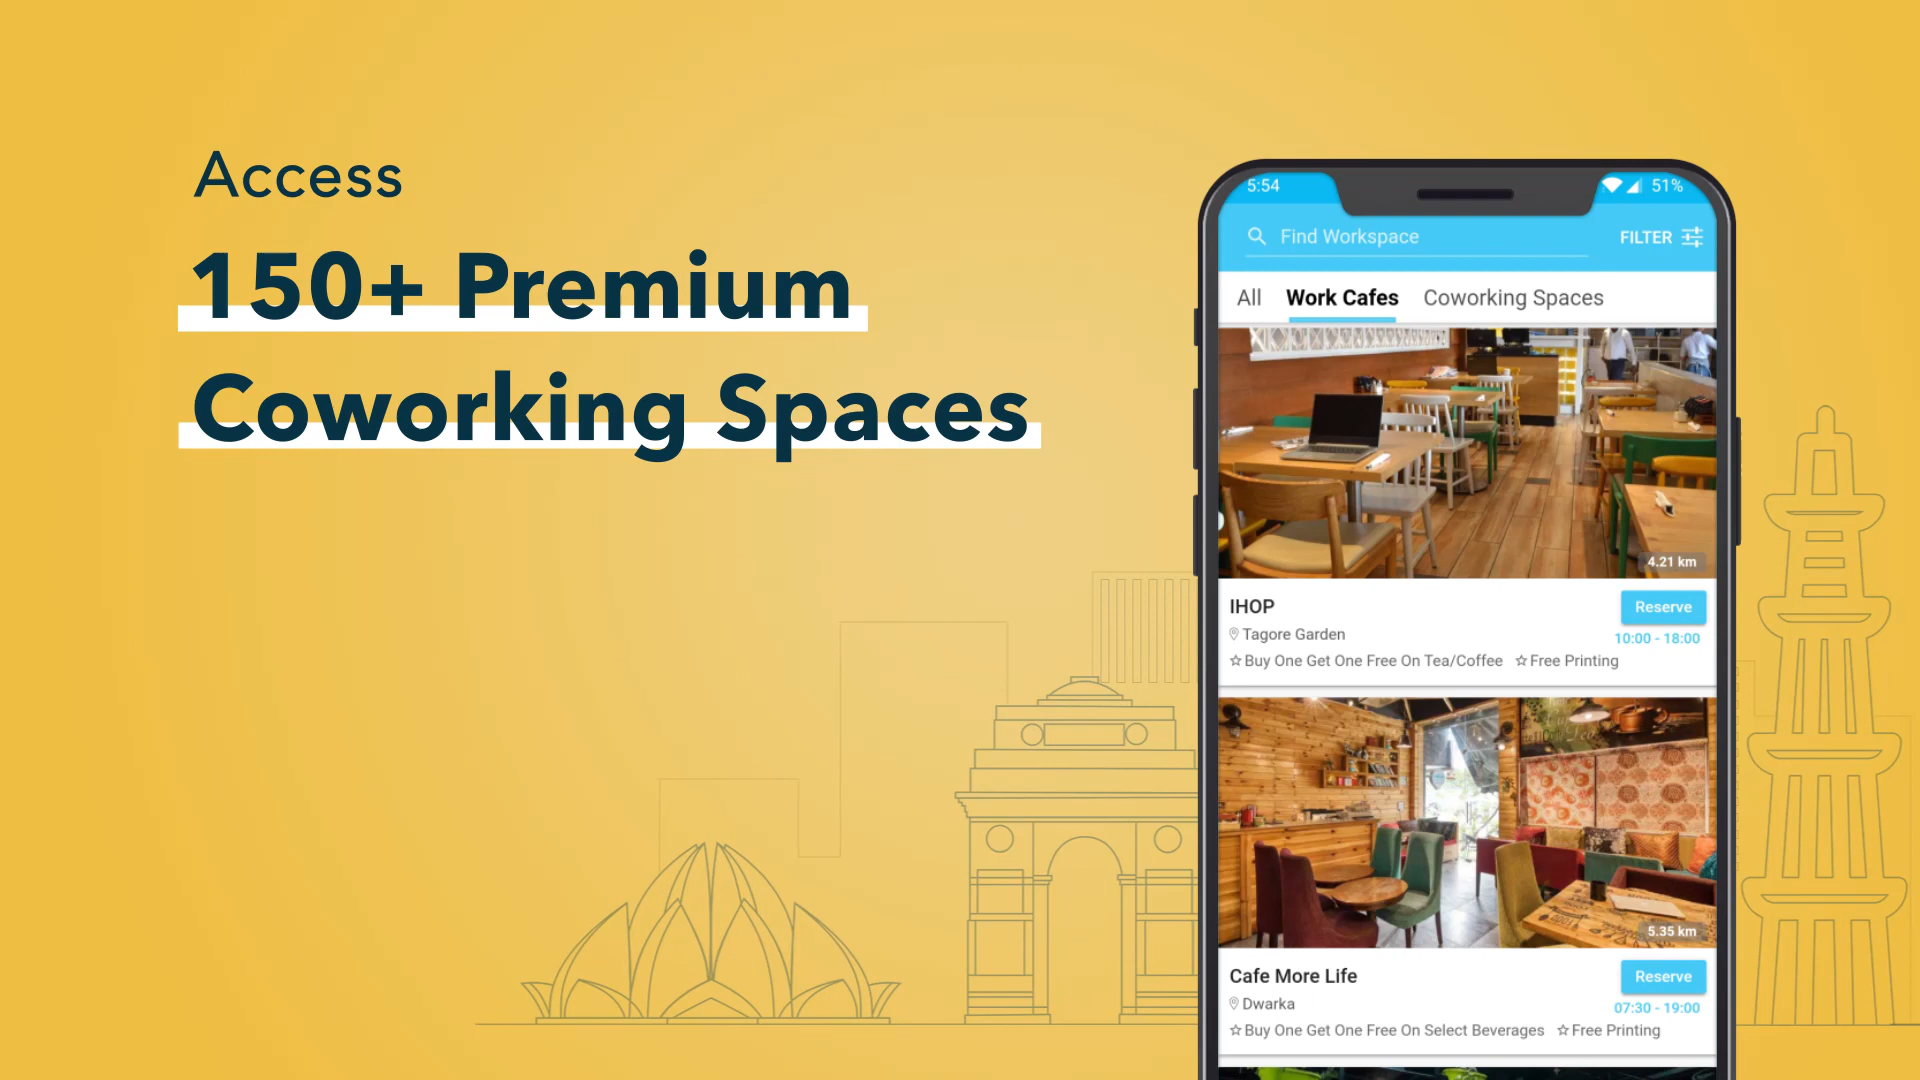 Access
150+ Premium
Coworking Spaces
5:54
51%
Find Workspace
FILTER
All Work Cafes Coworking Spaces
4.21 km
IHOP
Reserve
Tagore Garden
10:00 - 18:00
Buy One Get One Free On Tea/Coffee Free Printing
5.35 km
Cafe More Life
Reserve
Dwarka
07:30 - 19:00
Buy One Get One Free On Select Beverages Free Printing